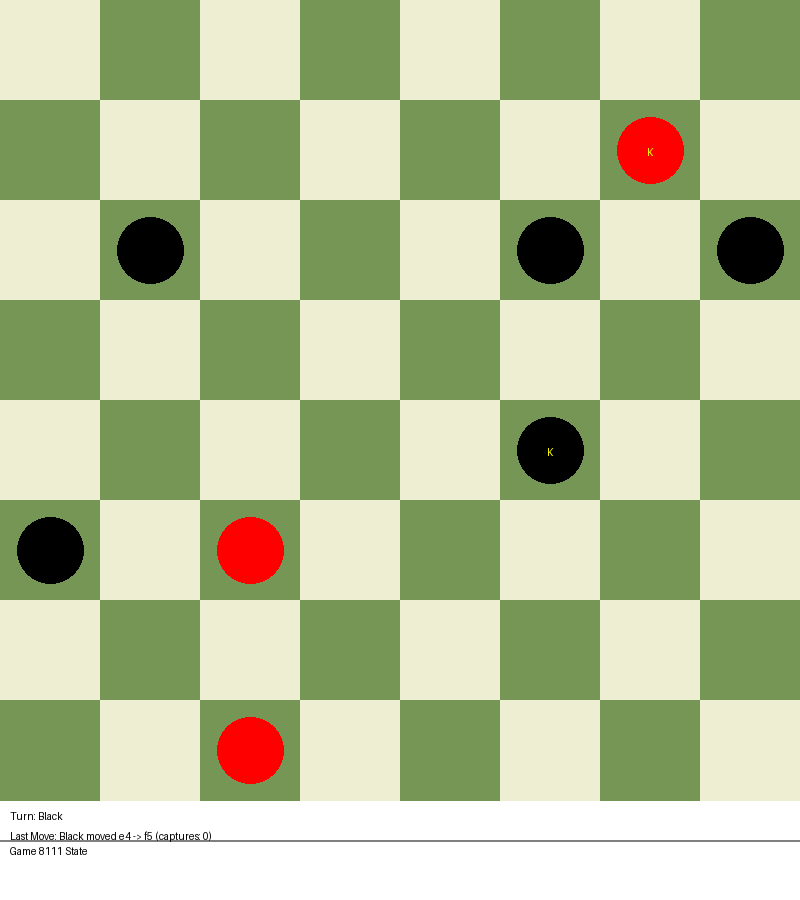 K
K
Turn: Black
Last Move: Black moved e4 -> f5 (captures: 0)
Game 8111 State